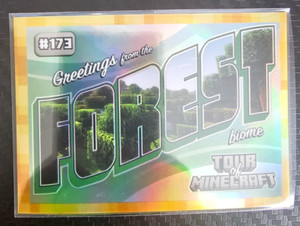 #173
Greetings from the
FOREST
biome
TOUR
OF
MINECRAFT